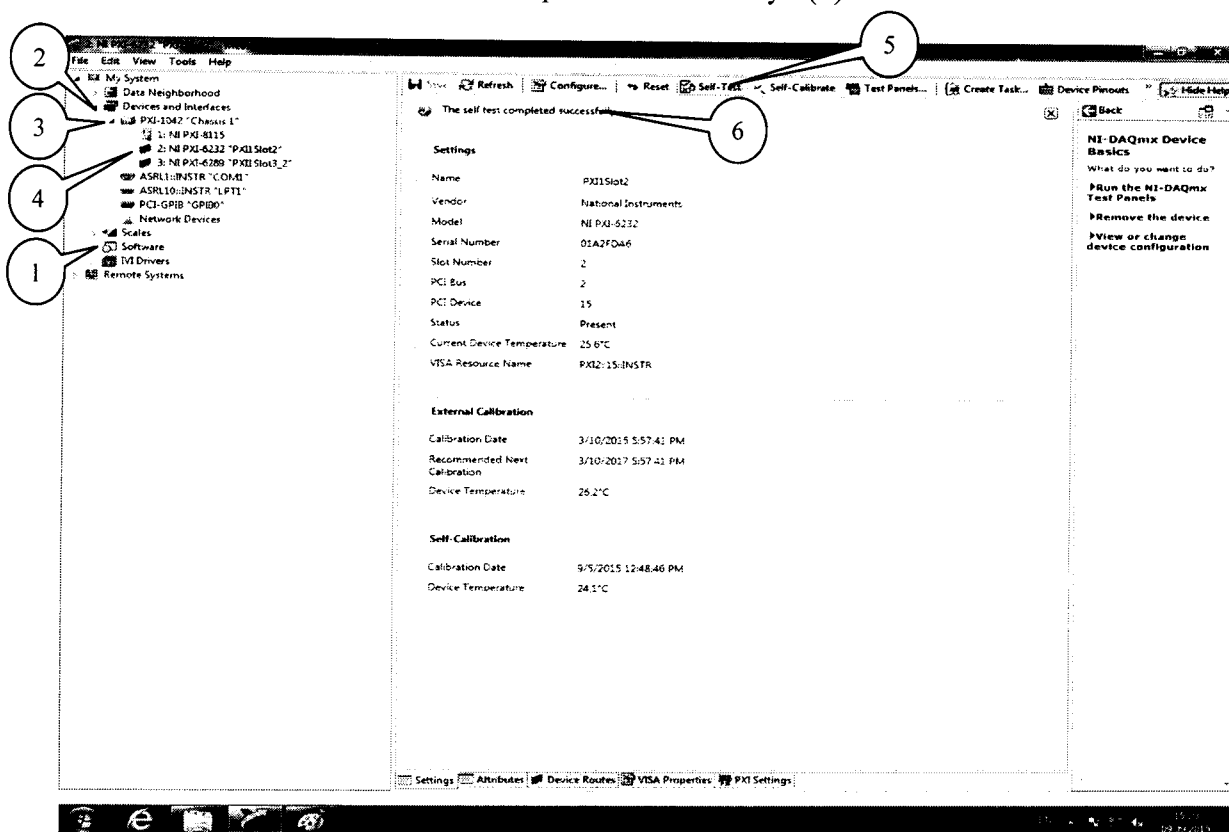 5
2
File Edit View Tools Help
My System
Data Neighborhood
Devices and Interfaces
3
PXI-1042 "Chassis 1"
1: NI PXI-8115
2: NI PXI-6232 "PXI1Slot2"
3: NI PXI-6289 "PXI1Slot3_2"
4
ASRL1::INSTR "COM1"
ASRL10::INSTR "LPT1"
PCI-GPIB "GPIB0"
Network Devices
Scales
1
Software
IVI Drivers
Remote Systems
Save Refresh Configure... Reset Self-Test Self-Calibrate Test Panels... Create Task... Device Pinouts » Hide Help
The self test completed successfully.
6
Settings
Name PXI1Slot2
Vendor National Instruments
Model NI PXI-6232
Serial Number 01A2FDA6
Slot Number 2
PCI Bus 2
PCI Device 15
Status Present
Current Device Temperature 25.6°C
VISA Resource Name PXI2::15::INSTR
External Calibration
Calibration Date 3/10/2015 5:57:41 PM
Recommended Next Calibration 3/10/2017 5:57:41 PM
Device Temperature 26.2°C
Self-Calibration
Calibration Date 9/5/2015 12:48:46 PM
Device Temperature 24.1°C
Settings Attributes Device Routes VISA Properties PXI Settings
Back
NI-DAQmx Device
Basics
What do you want to do?
Run the NI-DAQmx
Test Panels
Remove the device
View or change
device configuration